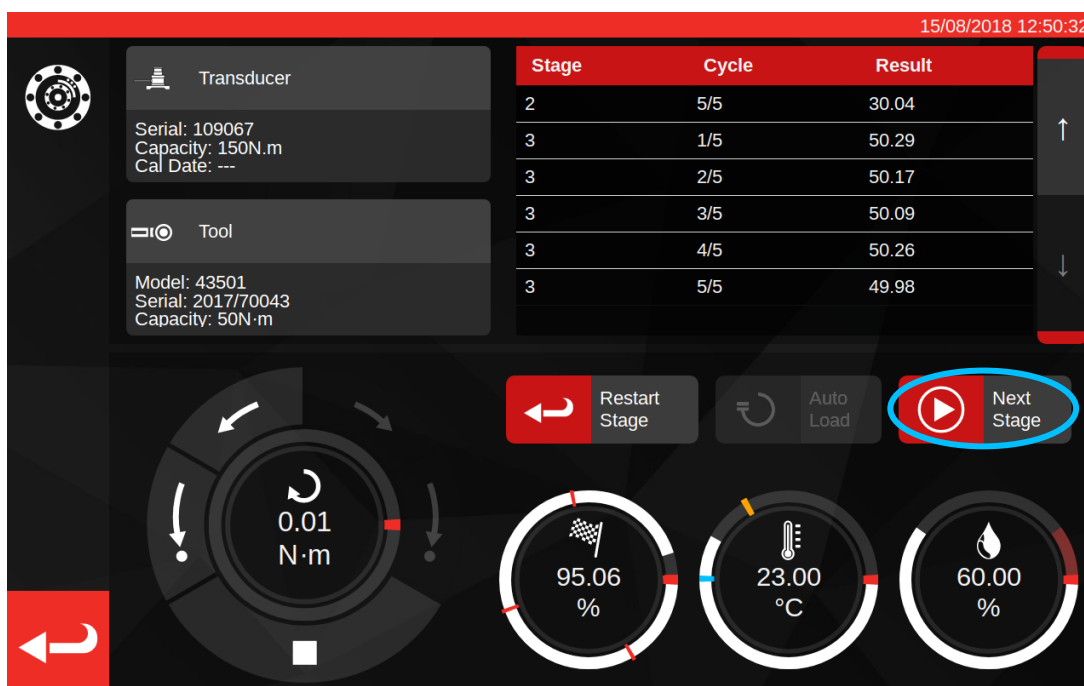 15/08/2018 12:50:32
Transducer
Serial: 109067
Capacity: 150N.m
Cal Date: ---
Tool
Model: 43501
Serial: 2017/70043
Capacity: 50N·m
Stage Cycle Result
2 5/5 30.04
3 1/5 50.29
3 2/5 50.17
3 3/5 50.09
3 4/5 50.26
3 5/5 49.98
Restart
Stage
Auto
Load
Next
Stage
0.01
N·m
95.06
%
23.00
°C
60.00
%